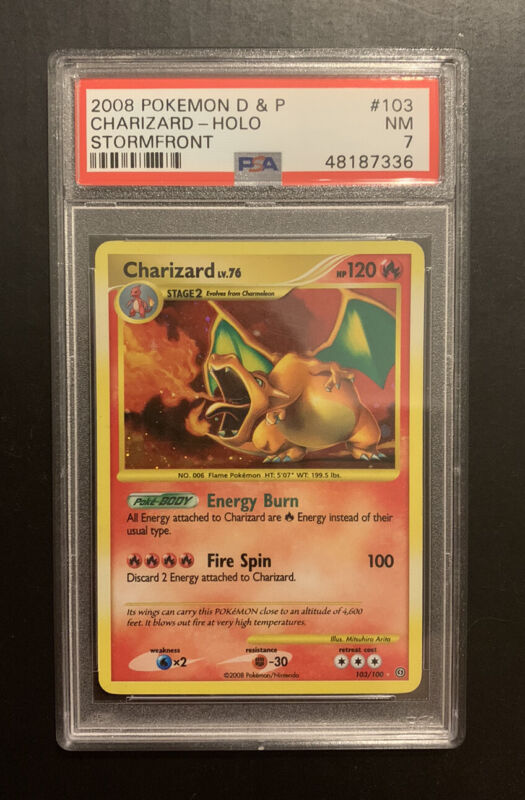 2008 POKEMON D & P #103
CHARIZARD - HOLO NM
STORMFRONT 7
PSA 48187336
Charizard LV.76 HP 120
STAGE2 Evolves from Charmeleon
NO. 006 Flame Pokémon HT: 5'07" WT: 199.5 lbs.
Poké-BODY Energy Burn
All Energy attached to Charizard are Energy instead of their
usual type.
Fire Spin 100
Discard 2 Energy attached to Charizard.
Its wings can carry this POKéMON close to an altitude of 4,600
feet. It blows out fire at very high temperatures.
Illus. Mitsuhiro Arita
weakness resistance retreat cost
×2 -30
©2008 Pokémon/Nintendo 103/100